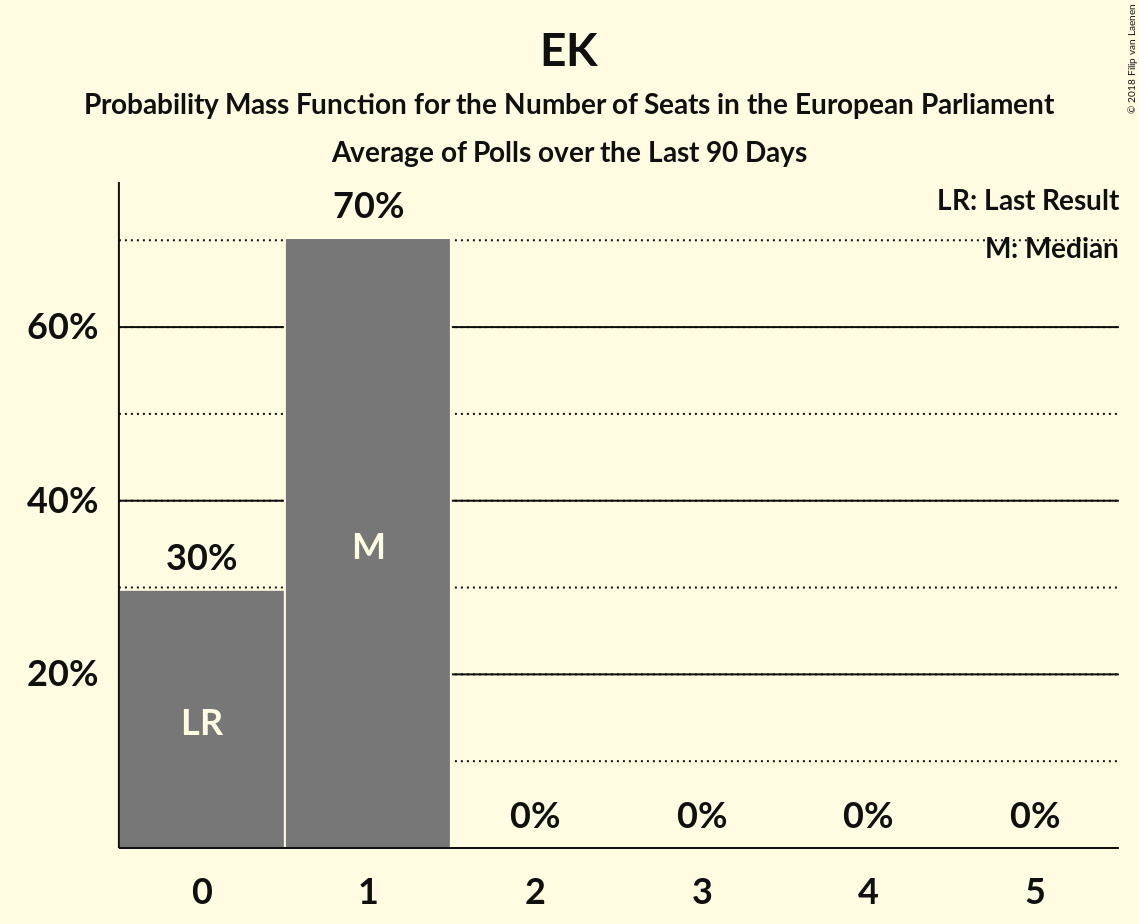 EK
Probability Mass Function for the Number of Seats in the European Parliament
Average of Polls over the Last 90 Days
© 2018 Filip van Laenen
LR: Last Result
M: Median
70%
60%
40%
30%
20%
M
LR
0% 0% 0% 0%
0 1 2 3 4 5